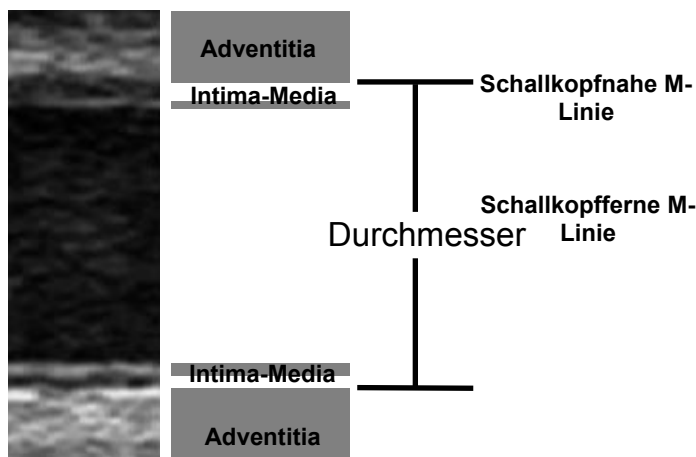 Adventitia
Intima-Media
Schallkopfnahe M-
Linie
Schallkopfferne M-
Linie
Durchmesser
Intima-Media
Adventitia